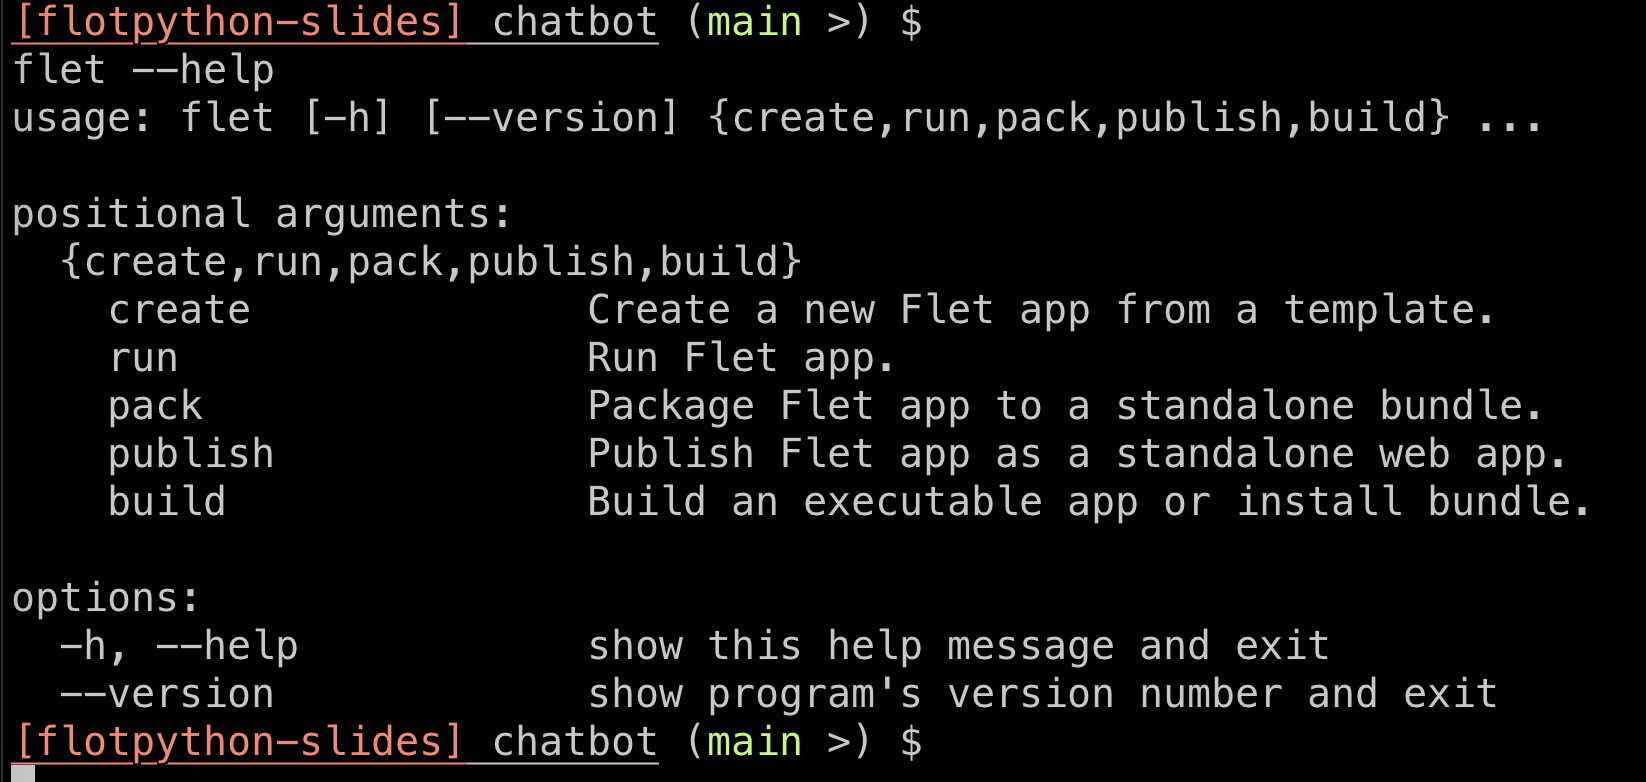 [flotpython-slides] chatbot (main >) $
flet --help
usage: flet [-h] [--version] {create,run,pack,publish,build} ...
positional arguments:
{create,run,pack,publish,build}
create Create a new Flet app from a template.
run Run Flet app.
pack Package Flet app to a standalone bundle.
publish Publish Flet app as a standalone web app.
build Build an executable app or install bundle.
options:
-h, --help show this help message and exit
--version show program's version number and exit
[flotpython-slides] chatbot (main >) $